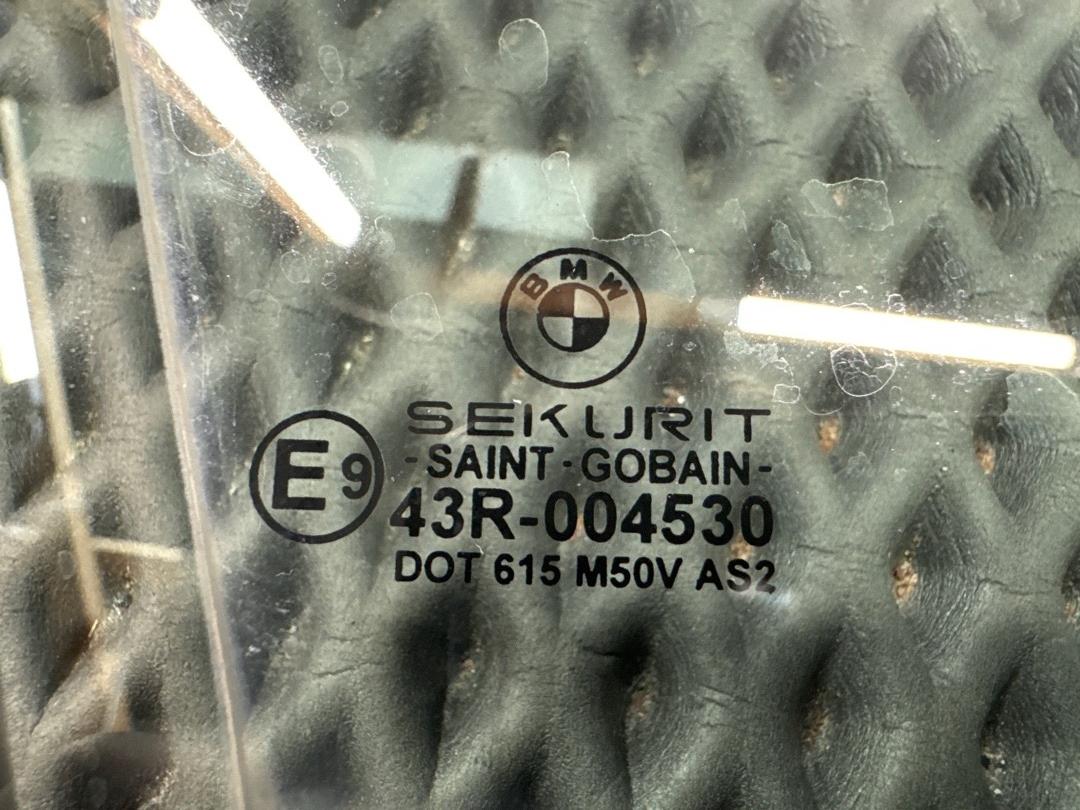 BMW
SEKURIT
E9
-SAINT-GOBAIN-
43R-004530
DOT 615 M50V AS2